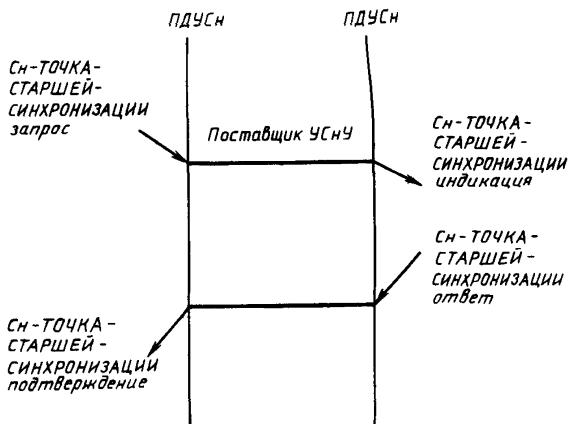 ПДУСн
ПДУСн
Сн-ТОЧКА-
СТАРШЕЙ-
СИНХРОНИЗАЦИИ
запрос
Поставщик УСнУ
Сн-ТОЧКА-
СТАРШЕЙ-
СИНХРОНИЗАЦИИ
индикация
Сн-ТОЧКА-
СТАРШЕЙ-
СИНХРОНИЗАЦИИ
ответ
Сн-ТОЧКА-
СТАРШЕЙ-
СИНХРОНИЗАЦИИ
подтверждение